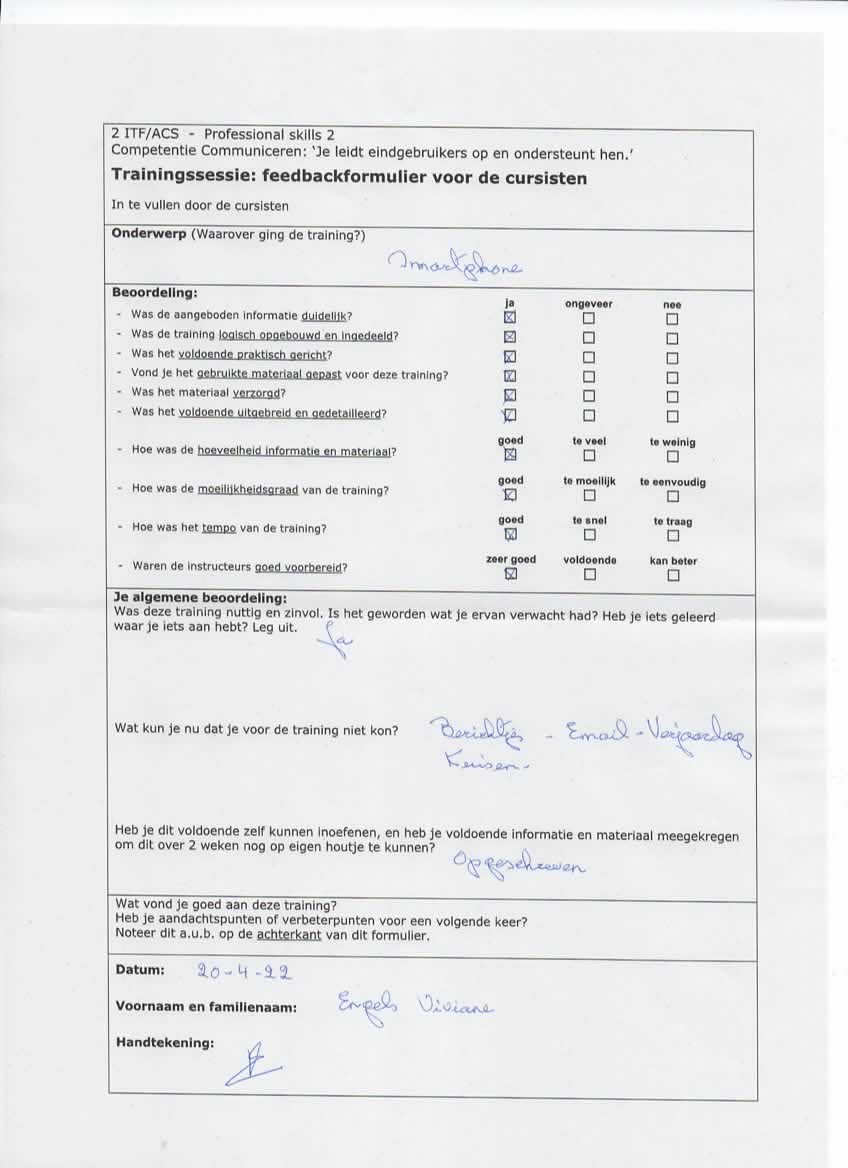 2 ITF/ACS - Professional skills 2
Competentie Communiceren: 'Je leidt eindgebruikers op en ondersteunt hen.'
Trainingssessie: feedbackformulier voor de cursisten
In te vullen door de cursisten
Onderwerp (Waarover ging de training?)
Smartphone
Beoordeling:
ja ongeveer nee
- Was de aangeboden informatie duidelijk? ☒ ☐ ☐
- Was de training logisch opgebouwd en ingedeeld? ☒ ☐ ☐
- Was het voldoende praktisch gericht? ☒ ☐ ☐
- Vond je het gebruikte materiaal gepast voor deze training? ☒ ☐ ☐
- Was het materiaal verzorgd? ☒ ☐ ☐
- Was het voldoende uitgebreid en gedetailleerd? ☒ ☐ ☐
goed te veel te weinig
- Hoe was de hoeveelheid informatie en materiaal? ☒ ☐ ☐
goed te moeilijk te eenvoudig
- Hoe was de moeilijkheidsgraad van de training? ☒ ☐ ☐
goed te snel te traag
- Hoe was het tempo van de training? ☒ ☐ ☐
zeer goed voldoende kan beter
- Waren de instructeurs goed voorbereid? ☒ ☐ ☐
Je algemene beoordeling:
Was deze training nuttig en zinvol. Is het geworden wat je ervan verwacht had? Heb je iets geleerd
waar je iets aan hebt? Leg uit. Ja
Wat kun je nu dat je voor de training niet kon? Berichtjes - Email - Verjaardag
Heb je dit voldoende zelf kunnen inoefenen, en heb je voldoende informatie en materiaal meegekregen
om dit over 2 weken nog op eigen houtje te kunnen?
Opgeschreven
Wat vond je goed aan deze training?
Heb je aandachtspunten of verbeterpunten voor een volgende keer?
Noteer dit a.u.b. op de achterkant van dit formulier.
Datum: 20-4-22
Voornaam en familienaam: Engels Viviane
Handtekening: